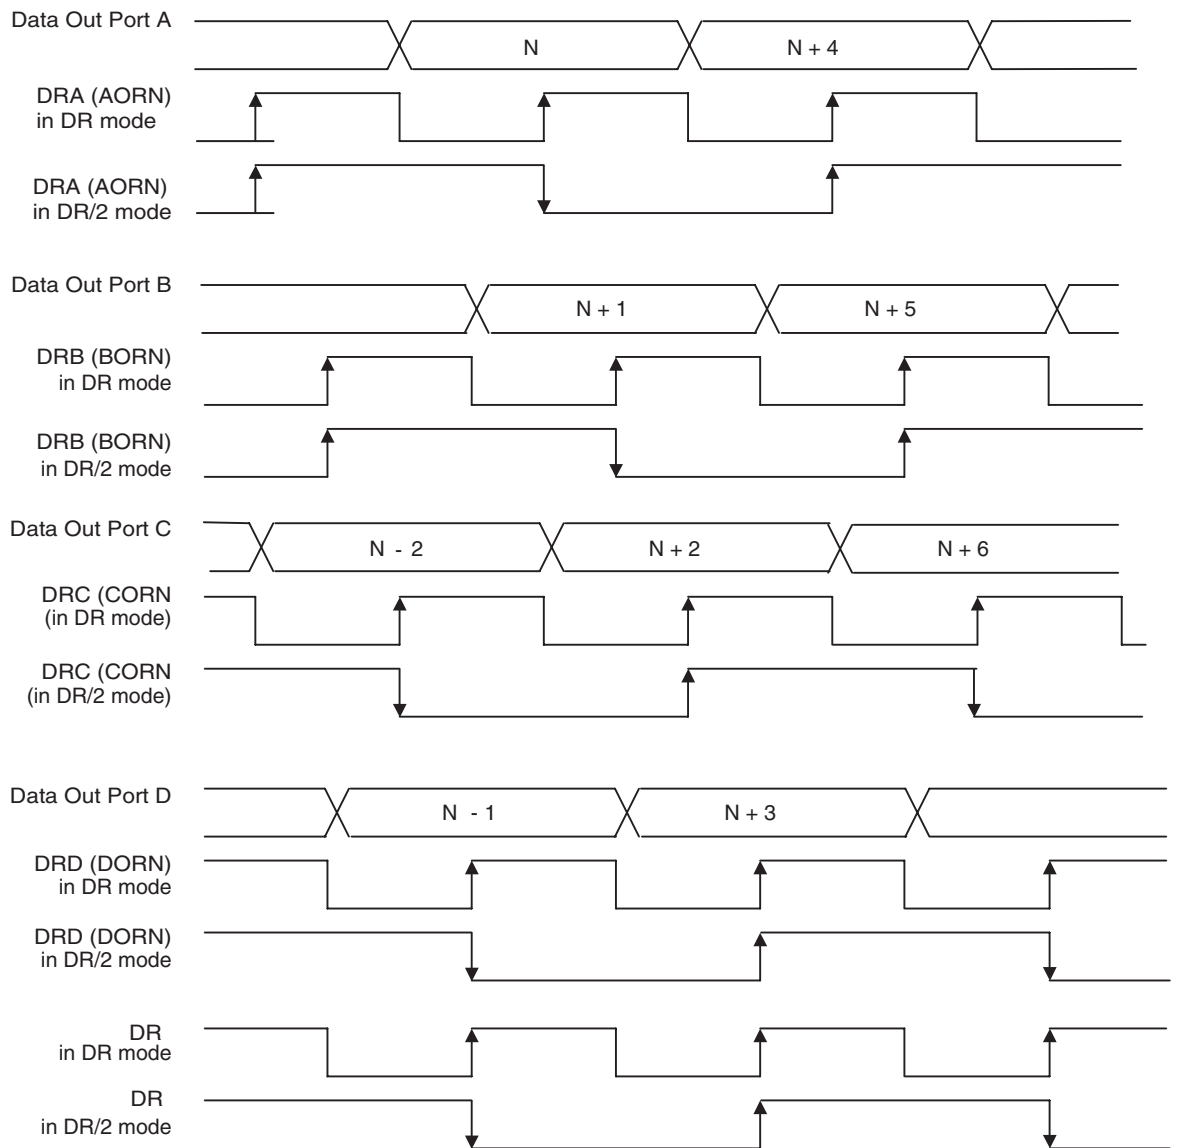 Data Out Port A
N
N + 4
DRA (AORN)
in DR mode
DRA (AORN)
in DR/2 mode
Data Out Port B
N + 1
N + 5
DRB (BORN)
in DR mode
DRB (BORN)
in DR/2 mode
Data Out Port C
N - 2
N + 2
N + 6
DRC (CORN
(in DR mode)
DRC (CORN
(in DR/2 mode)
Data Out Port D
N - 1
N + 3
DRD (DORN)
in DR mode
DRD (DORN)
in DR/2 mode
DR
in DR mode
DR
in DR/2 mode